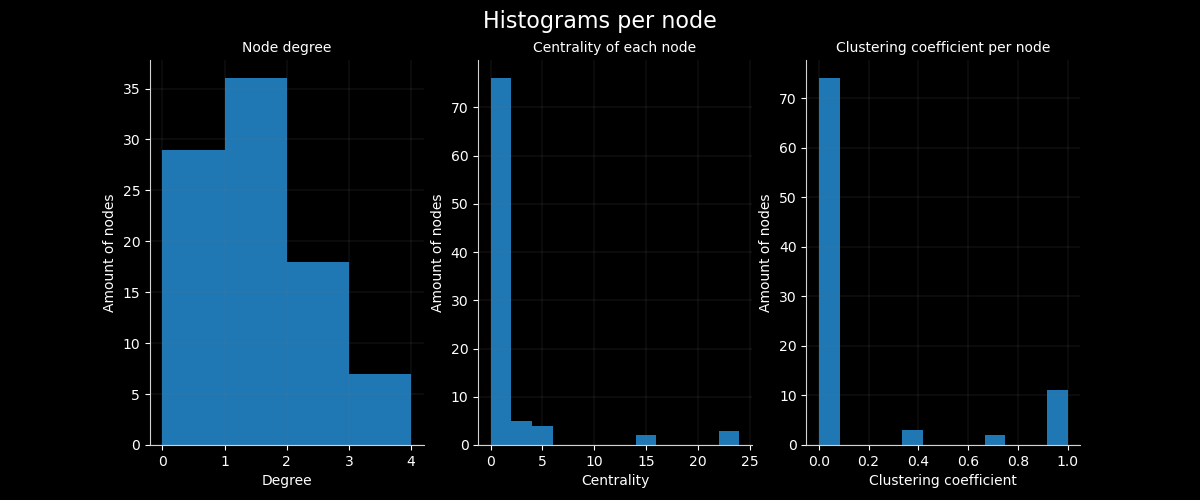 Histograms per node
Node degree
Amount of nodes
35
30
25
20
15
10
5
0
0 1 2 3 4
Degree
Centrality of each node
Amount of nodes
70
60
50
40
30
20
10
0
0 5 10 15 20 25
Centrality
Clustering coefficient per node
Amount of nodes
70
60
50
40
30
20
10
0
0.0 0.2 0.4 0.6 0.8 1.0
Clustering coefficient